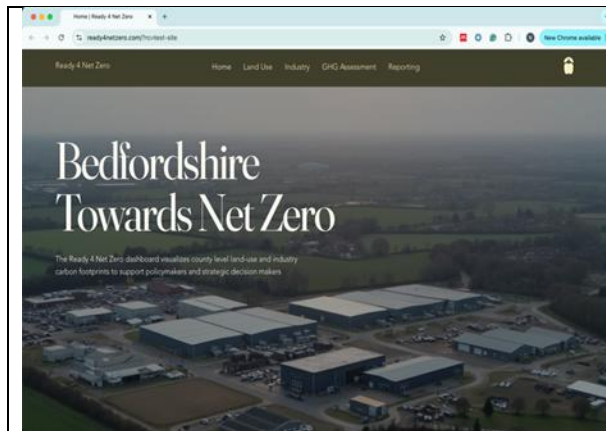 Home | Ready 4 Net Zero
ready4netzero.com/?rc=test-site
New Chrome available
Ready 4 Net Zero
Home Land Use Industry GHG Assessment Reporting
Bedfordshire
Towards Net Zero
The Ready 4 Net Zero dashboard visualizes county level land-use and industry
carbon footprints to support policymakers and strategic decision makers